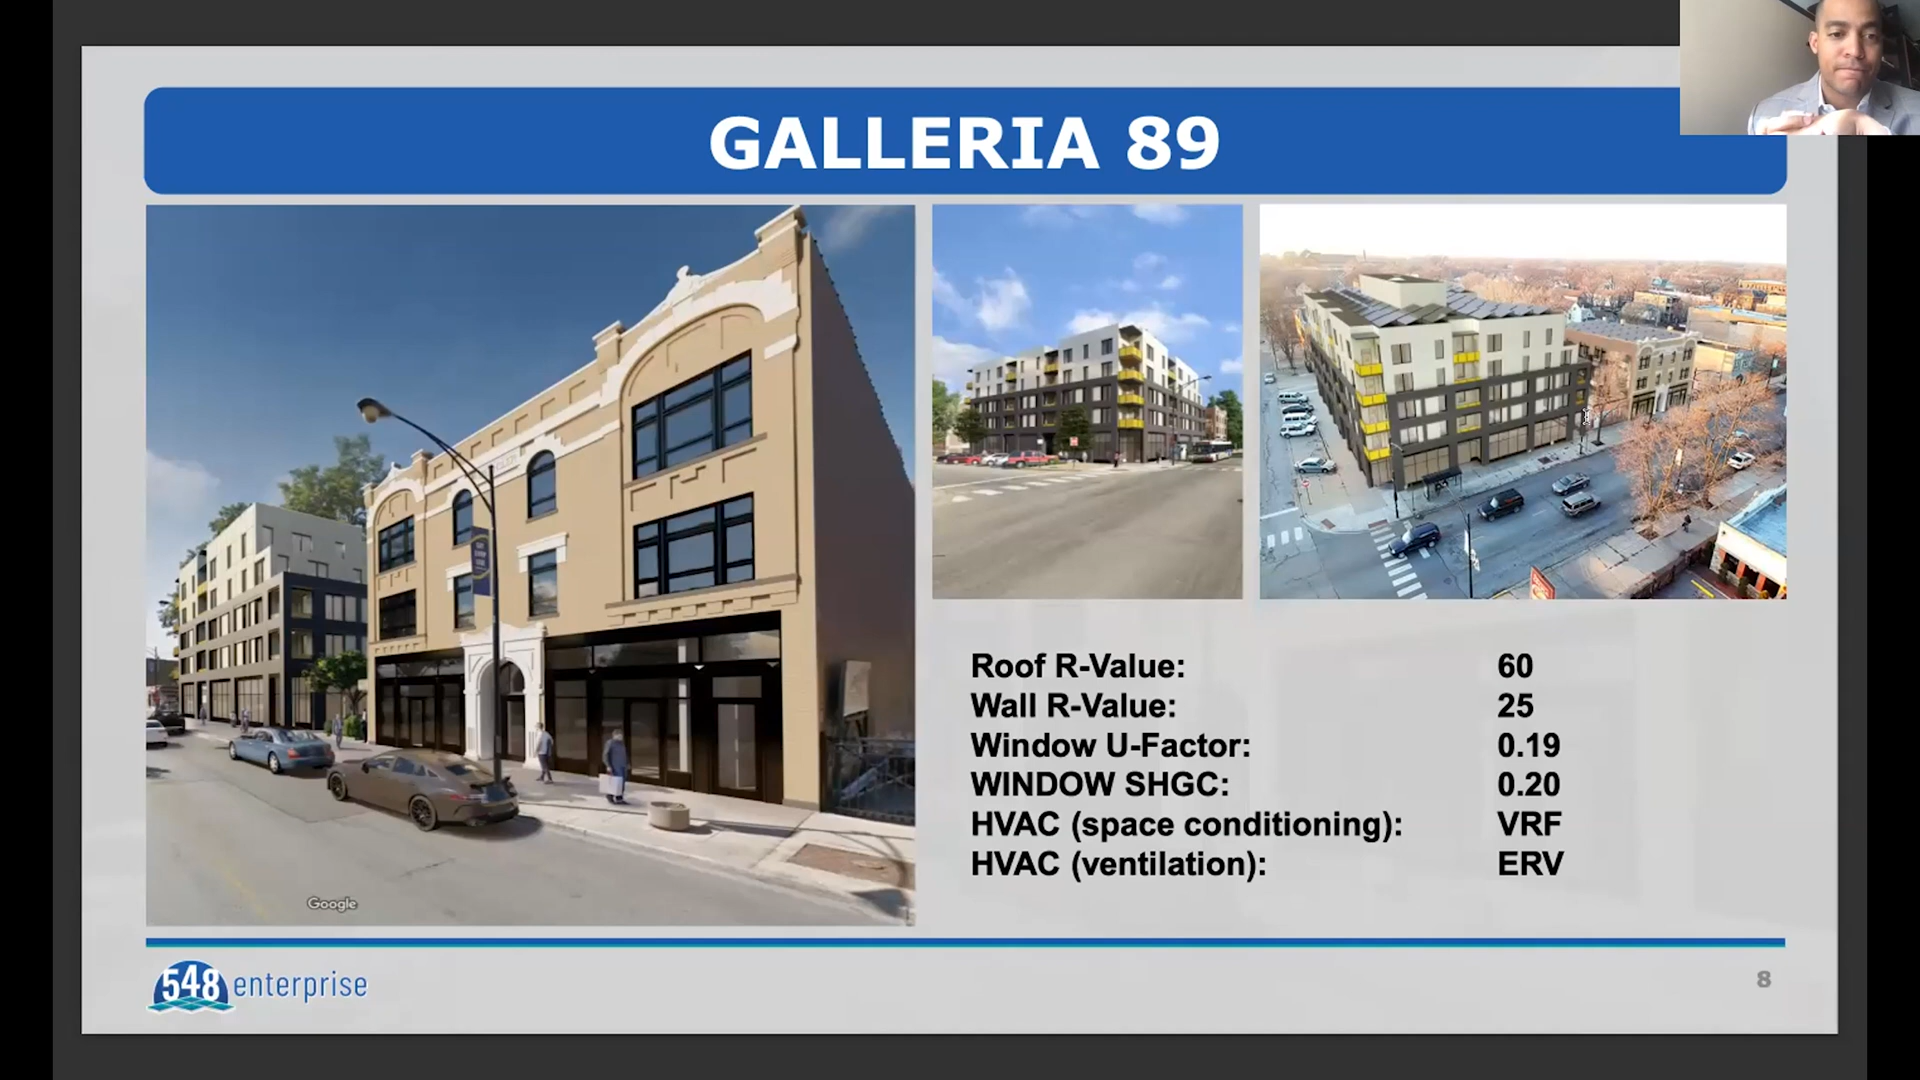 GALLERIA 89
Google
Roof R-Value: 60
Wall R-Value: 25
Window U-Factor: 0.19
WINDOW SHGC: 0.20
HVAC (space conditioning): VRF
HVAC (ventilation): ERV
548 enterprise
8